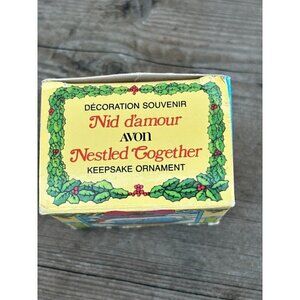 DÉCORATION SOUVENIR
Nid d'amour
AVON
Nestled Together
KEEPSAKE ORNAMENT